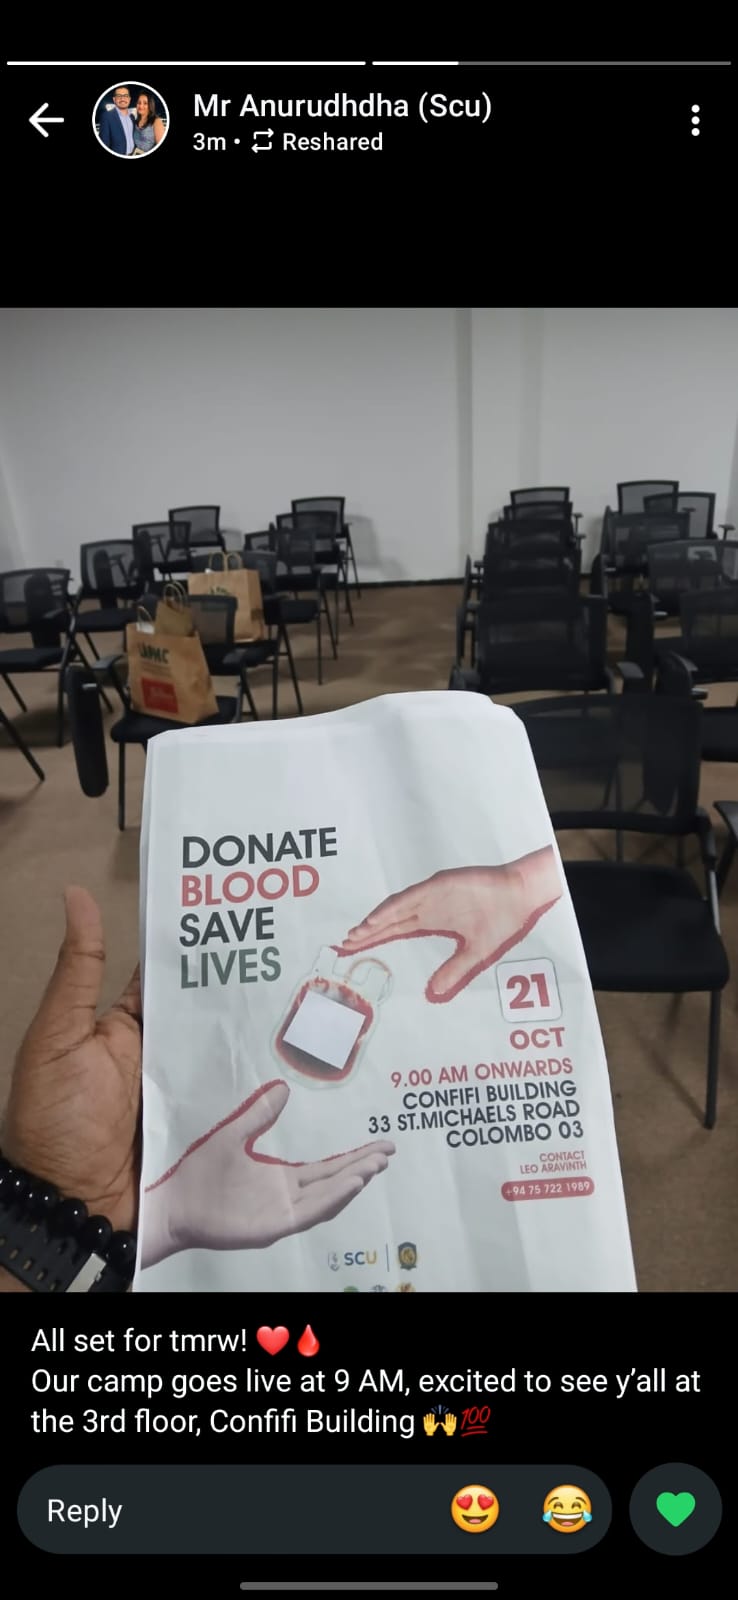 Mr Anurudhdha (Scu)
3m • Reshared
DONATE
BLOOD
SAVE
LIVES
21
OCT
9.00 AM ONWARDS
CONFIFI BUILDING
33 ST.MICHAELS ROAD
COLOMBO 03
CONTACT
LEO ARAVINTH
+94 75 722 1989
SCU
All set for tmrw! ❤️🩸
Our camp goes live at 9 AM, excited to see y’all at
the 3rd floor, Confifi Building 🙌💯
Reply